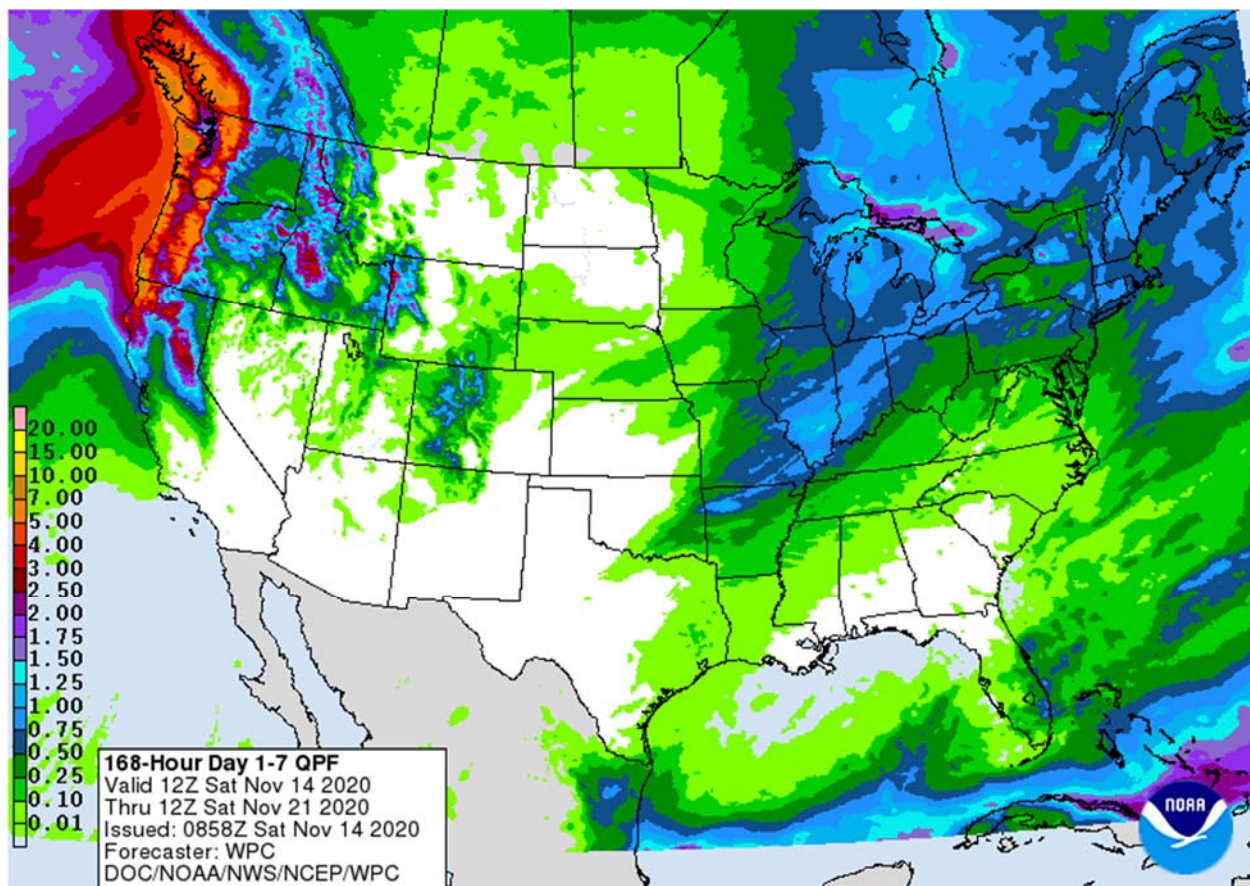 20.00
15.00
10.00
7.00
5.00
4.00
3.00
2.50
2.00
1.75
1.50
1.25
1.00
0.75
0.50
0.25
0.10
0.01
168-Hour Day 1-7 QPF
Valid 12Z Sat Nov 14 2020
Thru 12Z Sat Nov 21 2020
Issued: 0858Z Sat Nov 14 2020
Forecaster: WPC
DOC/NOAA/NWS/NCEP/WPC
NOAA